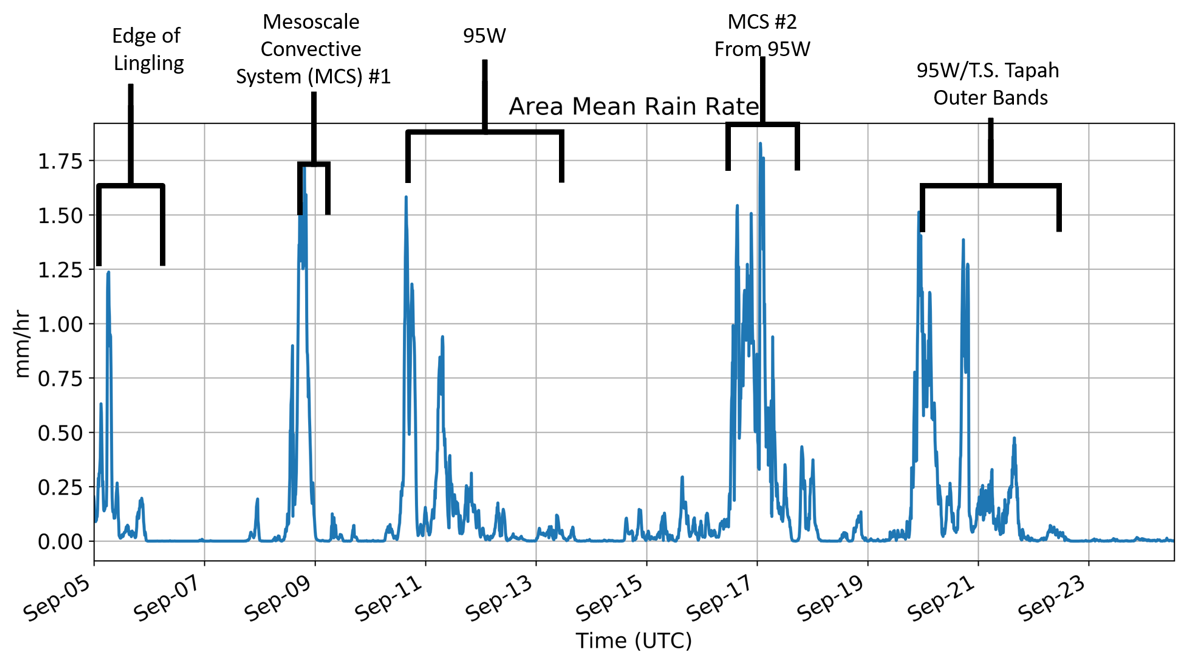 Edge of
Lingling
Mesoscale
Convective
System (MCS) #1
95W
MCS #2
From 95W
95W/T.S. Tapah
Outer Bands
Area Mean Rain Rate
mm/hr
1.75
1.50
1.25
1.00
0.75
0.50
0.25
0.00
Sep-05
Sep-07
Sep-09
Sep-11
Sep-13
Sep-15
Sep-17
Sep-19
Sep-21
Sep-23
Time (UTC)